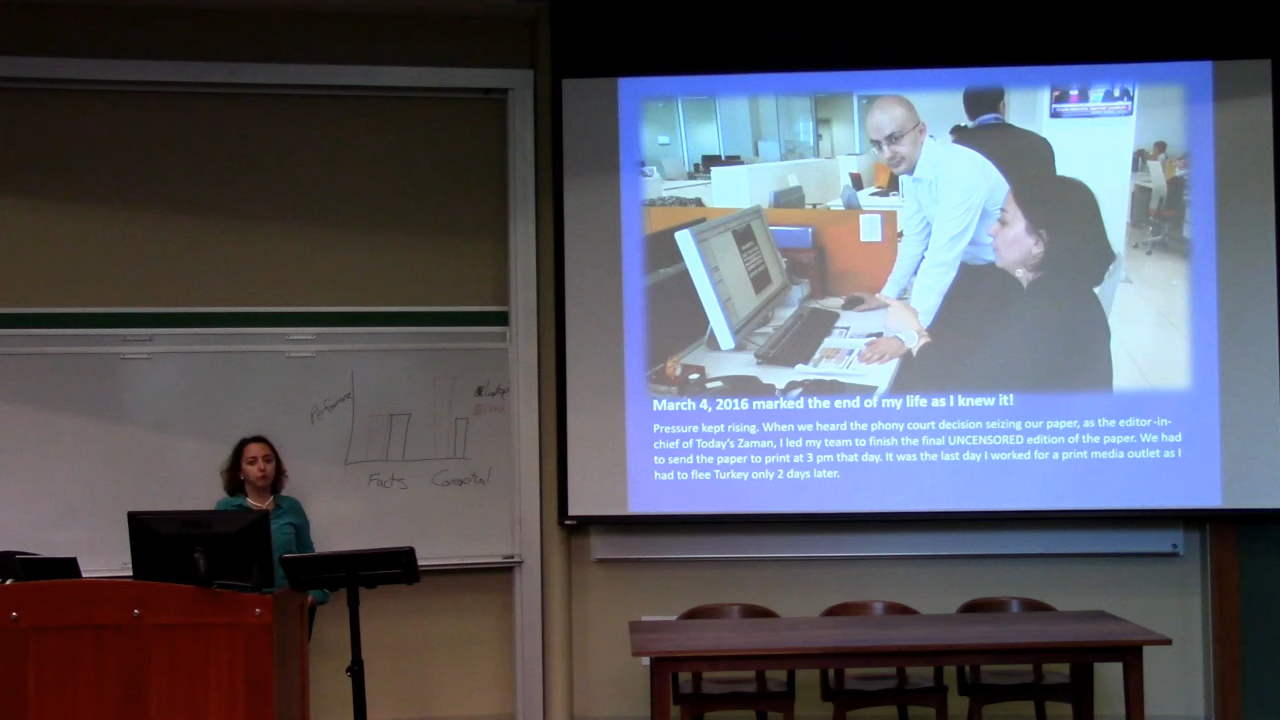 March 4, 2016 marked the end of my life as I knew it!
Pressure kept rising. When we heard the phony court decision seizing our paper, as the editor-in-
chief of Today's Zaman, I led my team to finish the final UNCENSORED edition of the paper. We had
to send the paper to print at 3 pm that day. It was the last day I worked for a print media outlet as I
had to flee Turkey only 2 days later.
Performance
Facts